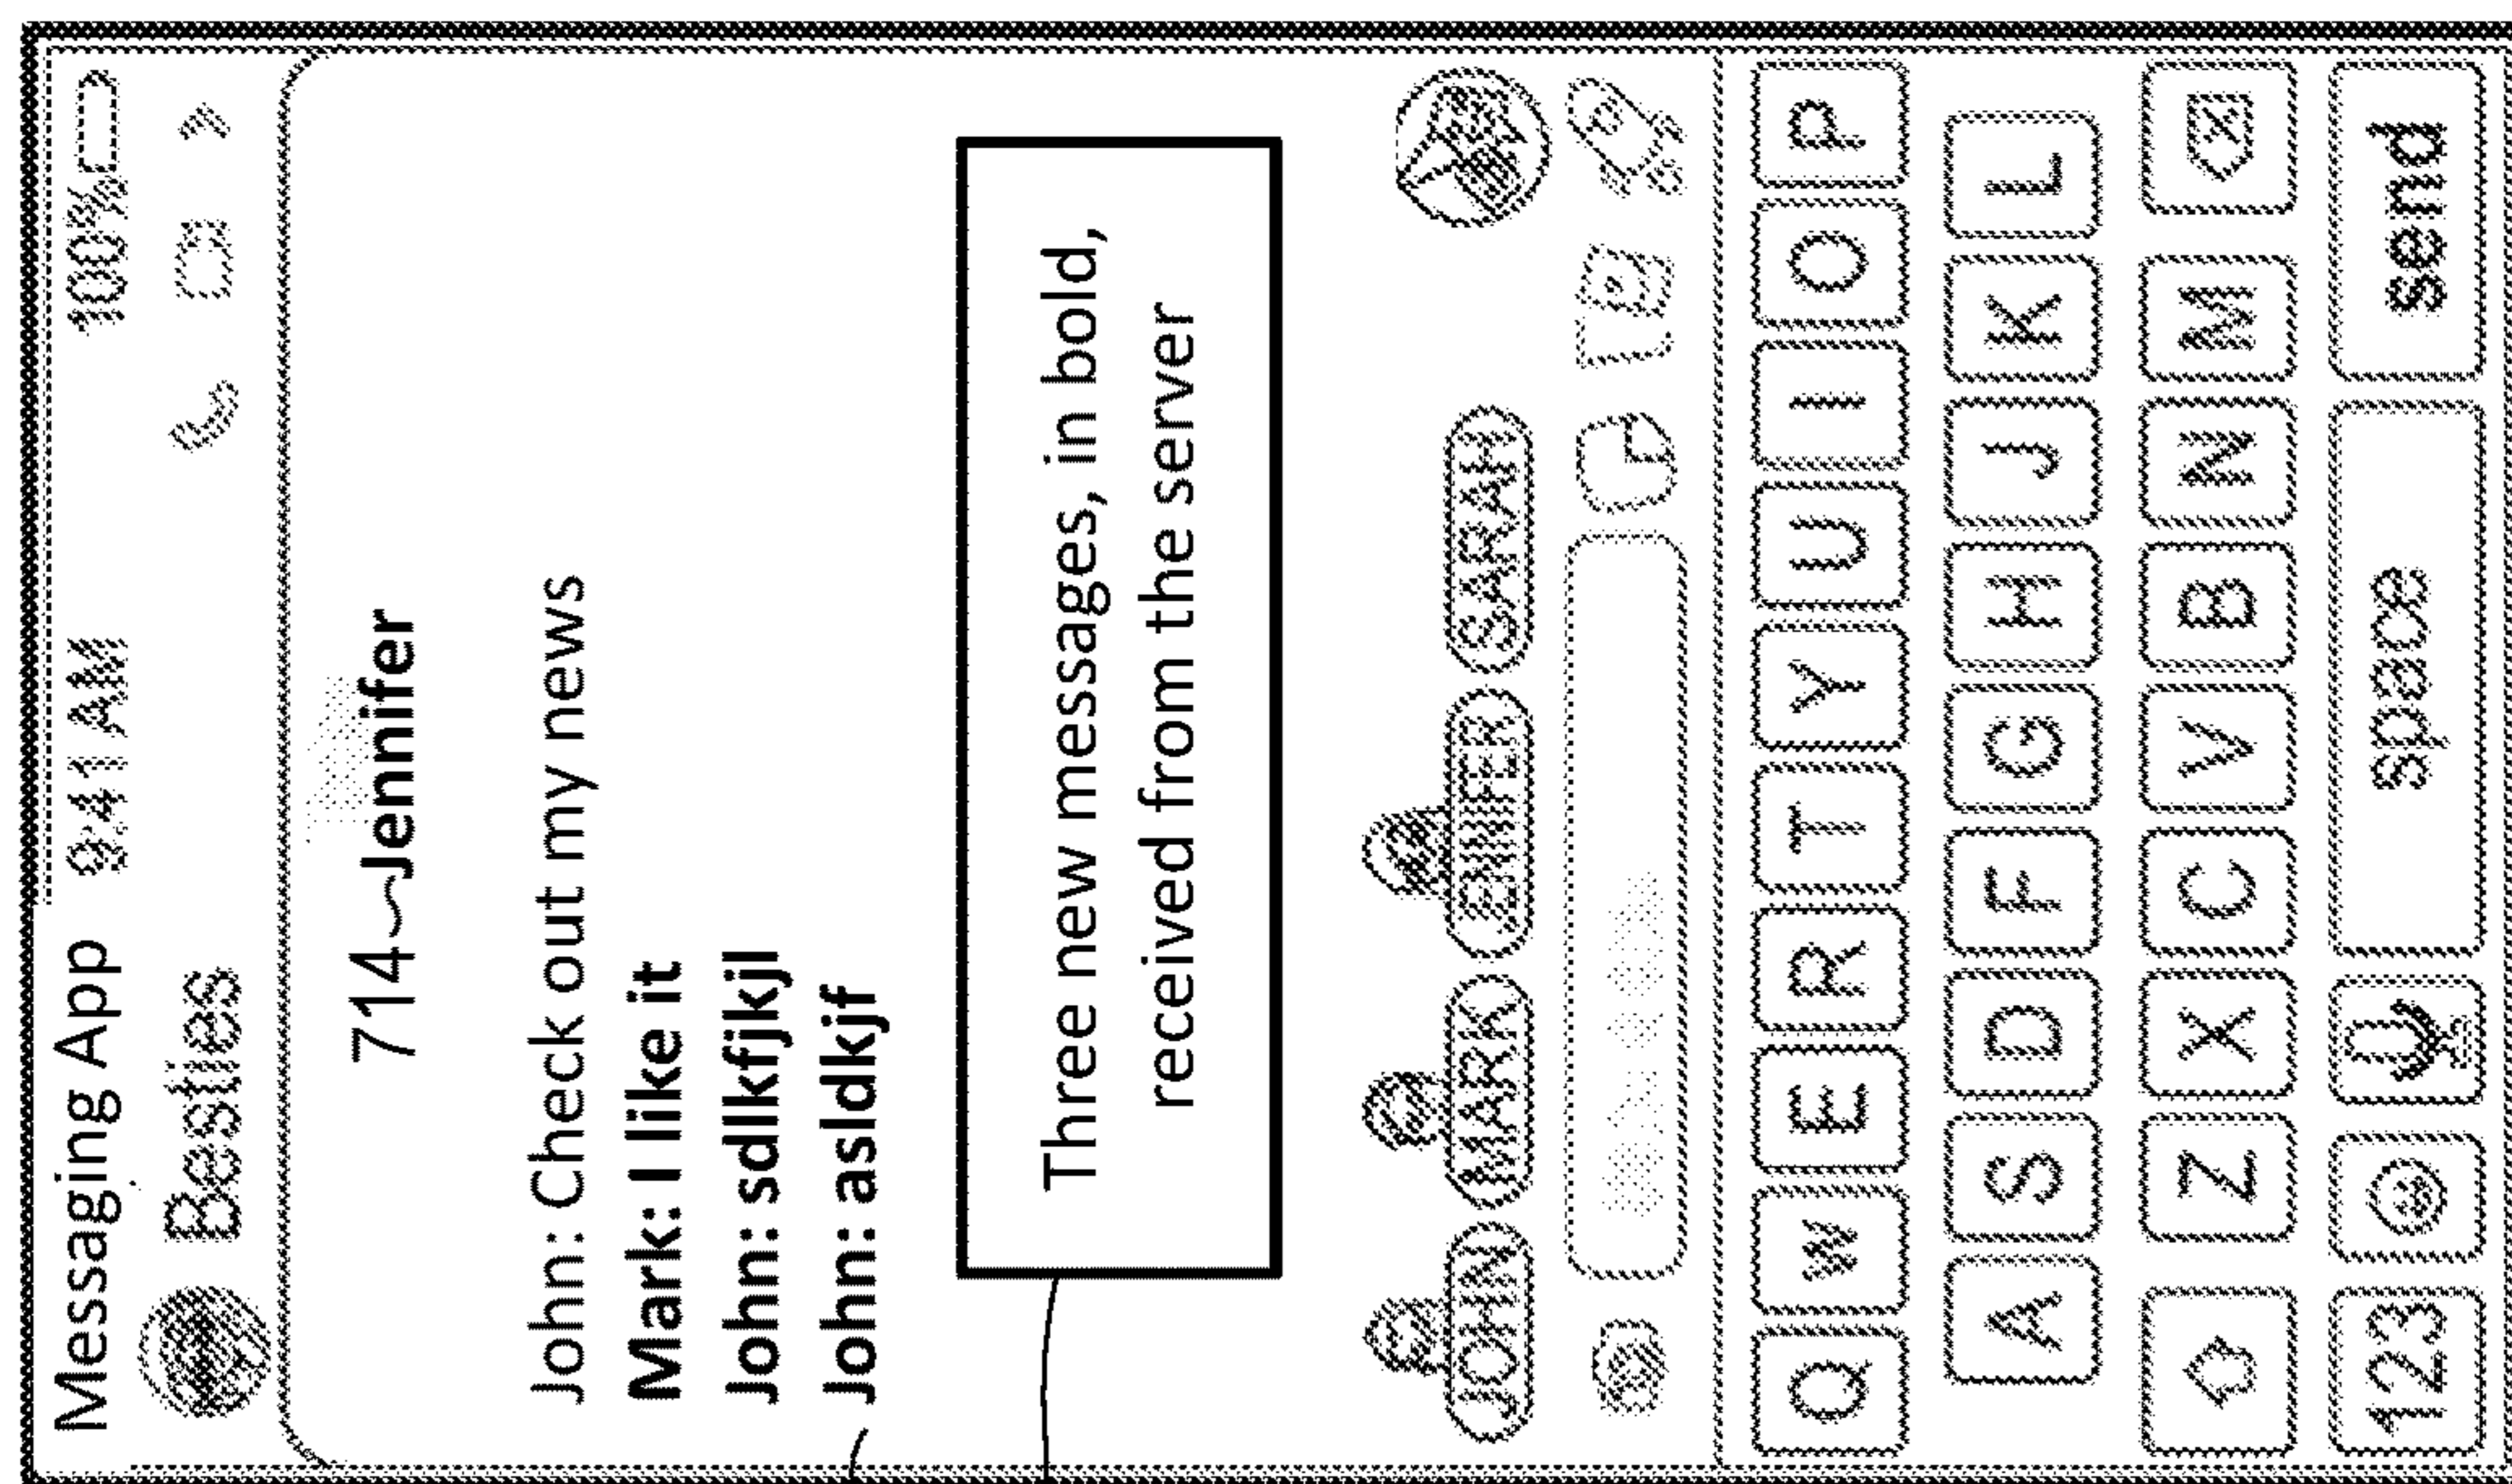 Messaging App 9:41 AM 100%
Besties
714 Jennifer
John: Check out my news
Mark: I like it
John: sdlkfjkjl
John: asldkjf
Three new messages, in bold,
received from the server
JOHN MARK SARAH
Q W E R T Y U I O P
A S D F G H J K L
Z X C V B N M
123 space send